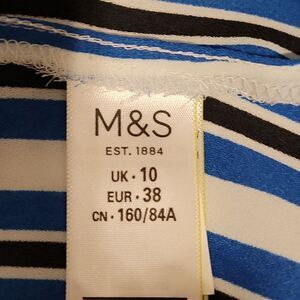 M&S
EST. 1884
UK · 10
EUR · 38
CN · 160/84A